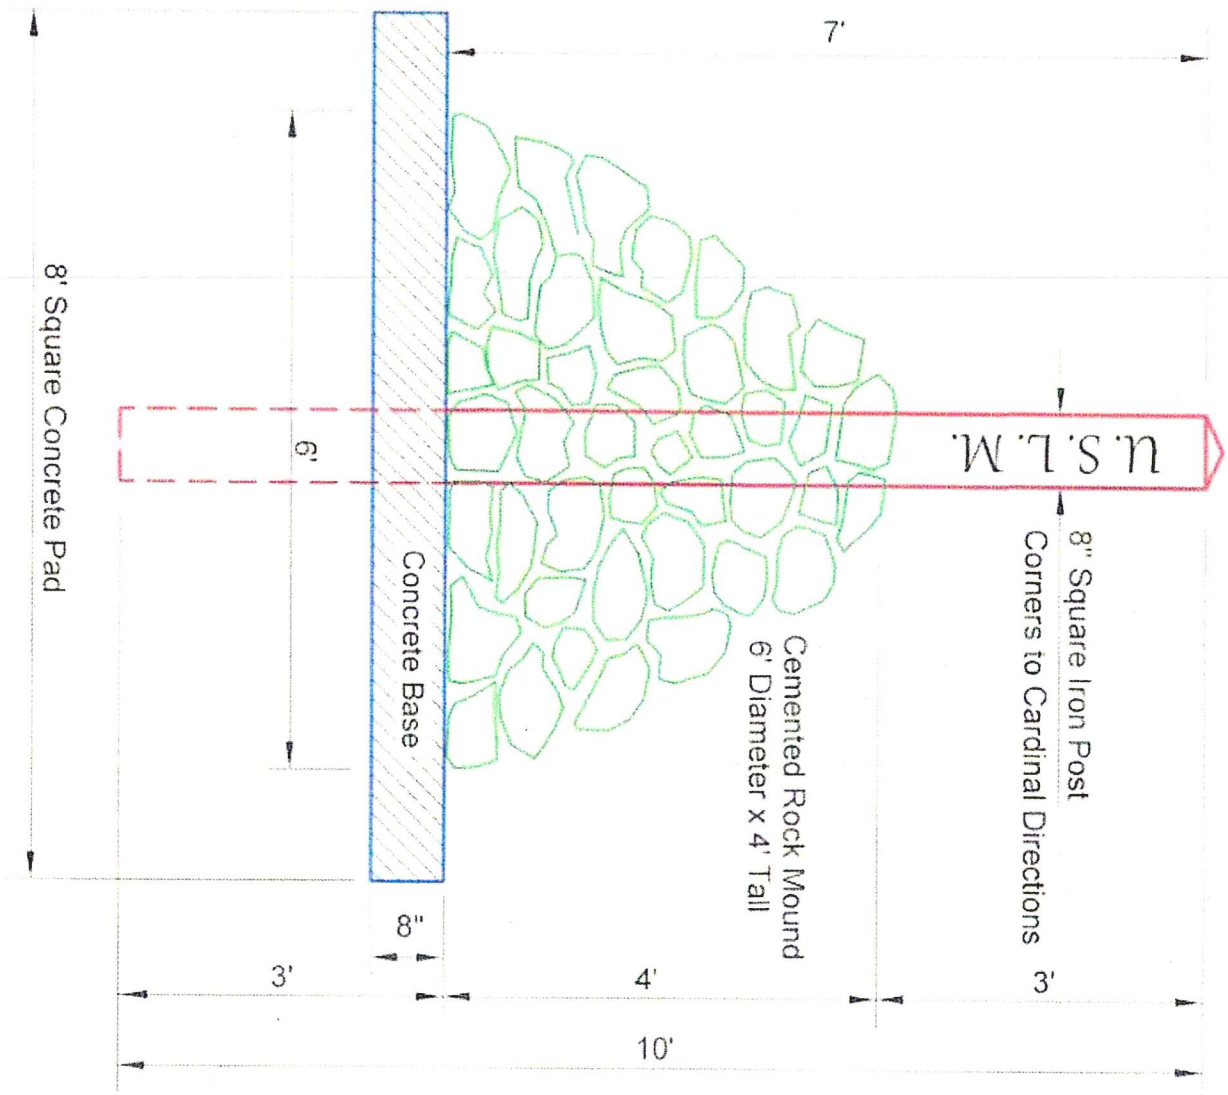 7'
U. S. L. M.
8" Square Iron Post
Corners to Cardinal Directions
Cemented Rock Mound
6' Diameter x 4' Tall
3'
4'
10'
Concrete Base
8"
3'
6'
8' Square Concrete Pad